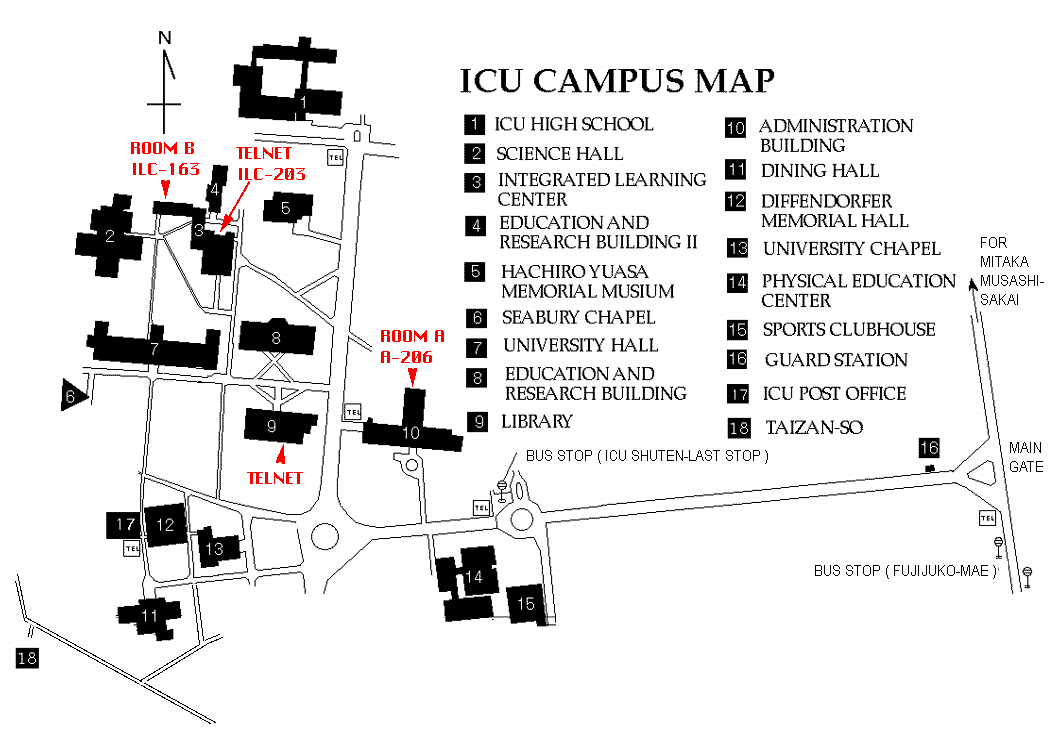 N
ICU CAMPUS MAP
1 ICU HIGH SCHOOL
2 SCIENCE HALL
3 INTEGRATED LEARNING
CENTER
4 EDUCATION AND
RESEARCH BUILDING II
5 HACHIRO YUASA
MEMORIAL MUSIUM
6 SEABURY CHAPEL
7 UNIVERSITY HALL
8 EDUCATION AND
RESEARCH BUILDING
9 LIBRARY
10 ADMINISTRATION
BUILDING
11 DINING HALL
12 DIFFENDORFER
MEMORIAL HALL
13 UNIVERSITY CHAPEL
14 PHYSICAL EDUCATION
CENTER
15 SPORTS CLUBHOUSE
16 GUARD STATION
17 ICU POST OFFICE
18 TAIZAN-SO
1
TEL
ROOM B
ILC-163
TELNET
ILC-203
4
5
2
3
FOR
MITAKA
MUSASHI-
SAKAI
7
8
ROOM A
A-206
6
TEL
9
10
TELNET
BUS STOP ( ICU SHUTEN-LAST STOP )
16
MAIN
GATE
TEL
TEL
17
12
TEL
13
BUS STOP ( FUJIJUKO-MAE )
14
15
11
18